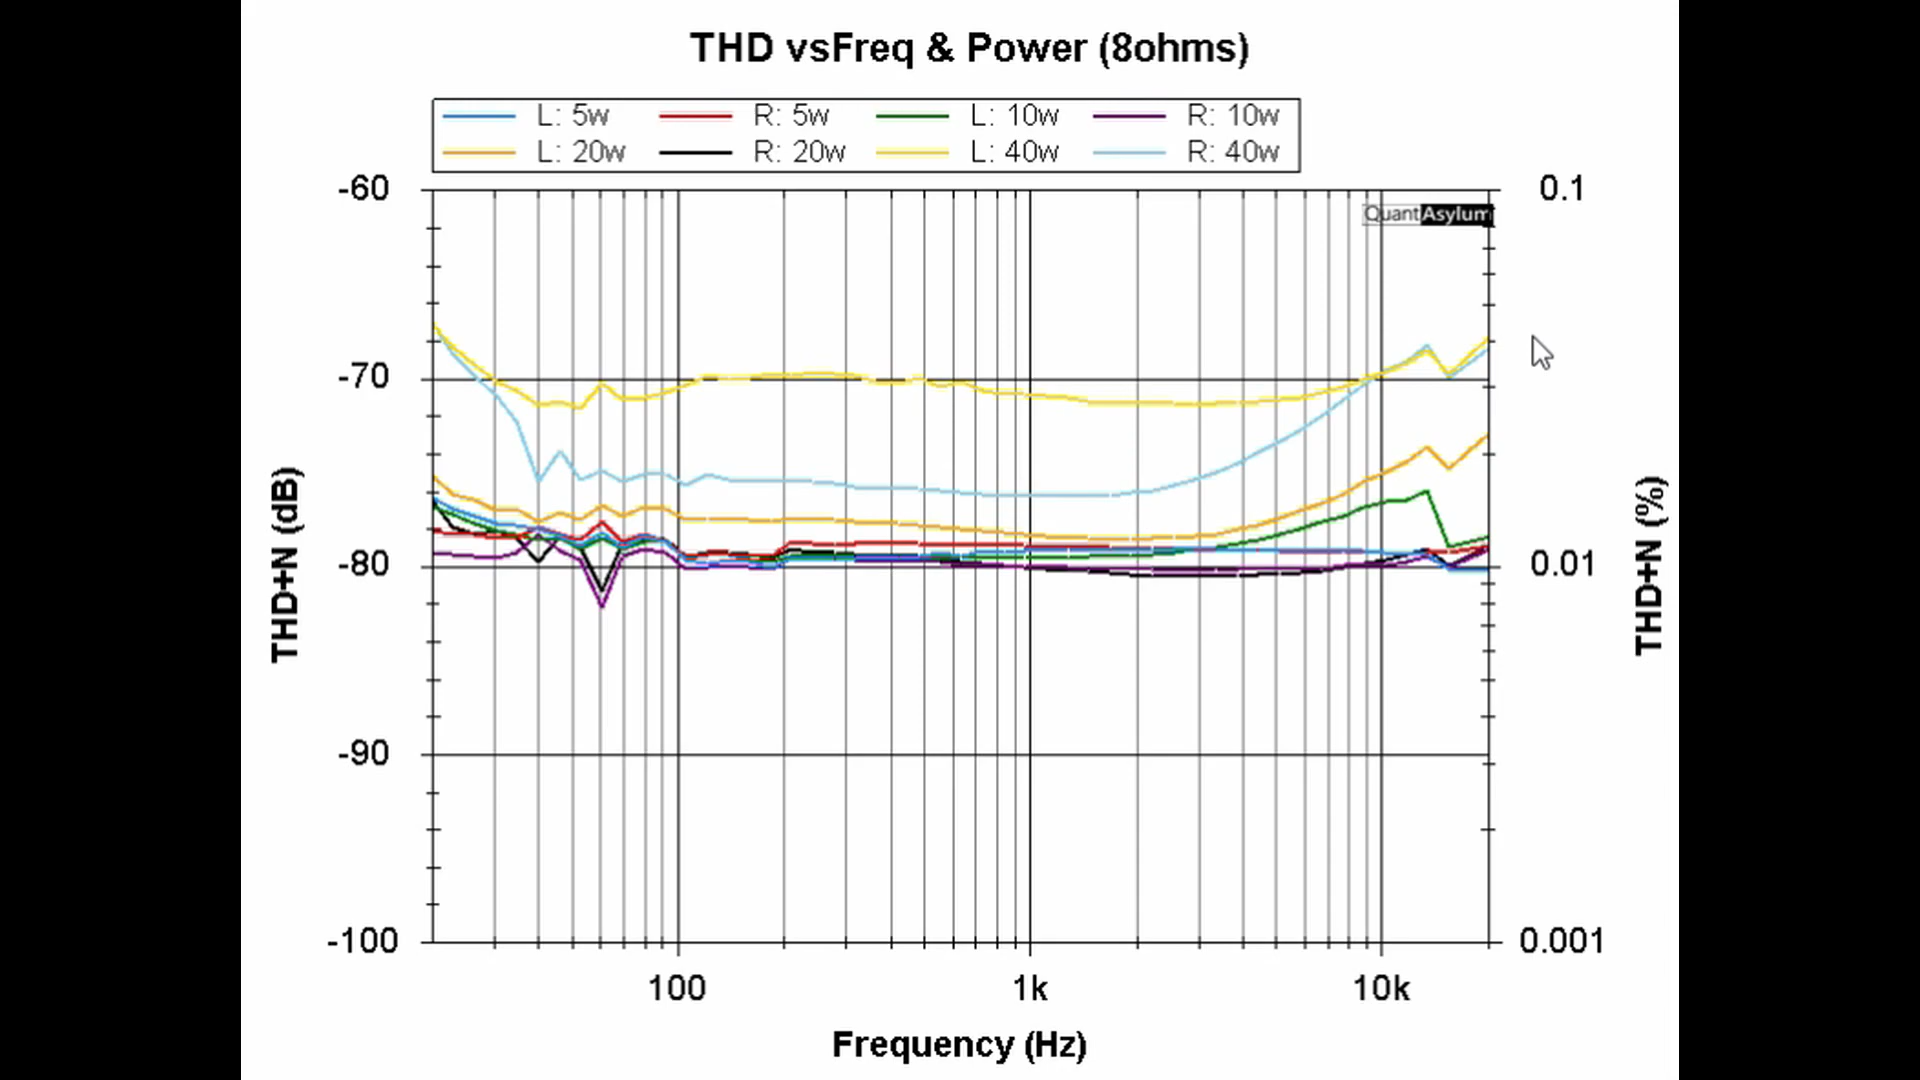 THD vsFreq & Power (8ohms)
L: 5w R: 5w L: 10w R: 10w
L: 20w R: 20w L: 40w R: 40w
QuantAsylum
-60
-70
-80
-90
-100
THD+N (dB)
0.1
0.01
0.001
THD+N (%)
100 1k 10k
Frequency (Hz)